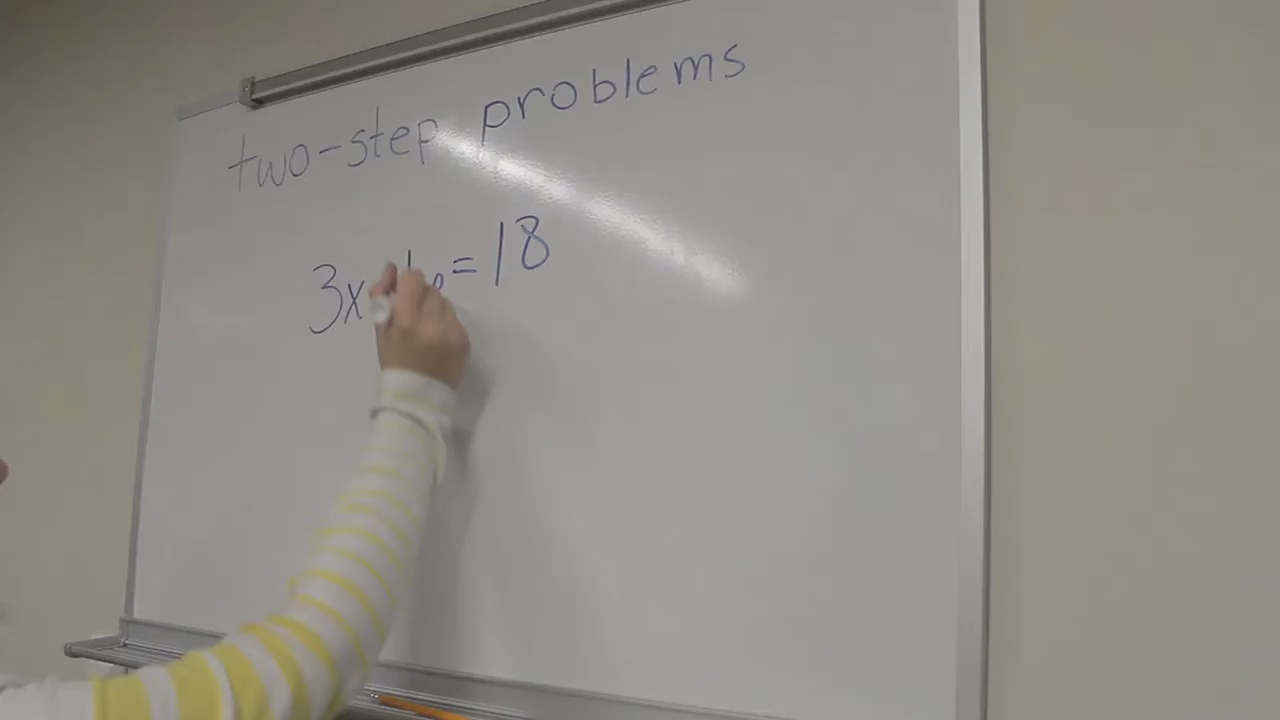 two-step problems
3x = 18